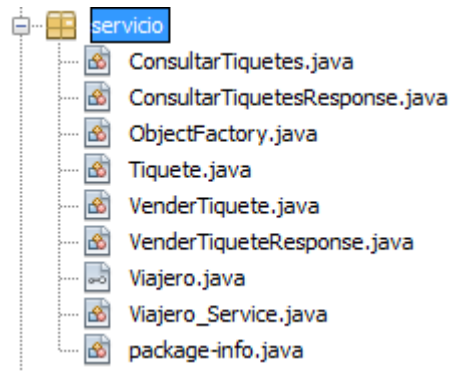 servicio
ConsultarTiquetes.java
ConsultarTiquetesResponse.java
ObjectFactory.java
Tiquete.java
VenderTiquete.java
VenderTiqueteResponse.java
Viajero.java
Viajero_Service.java
package-info.java